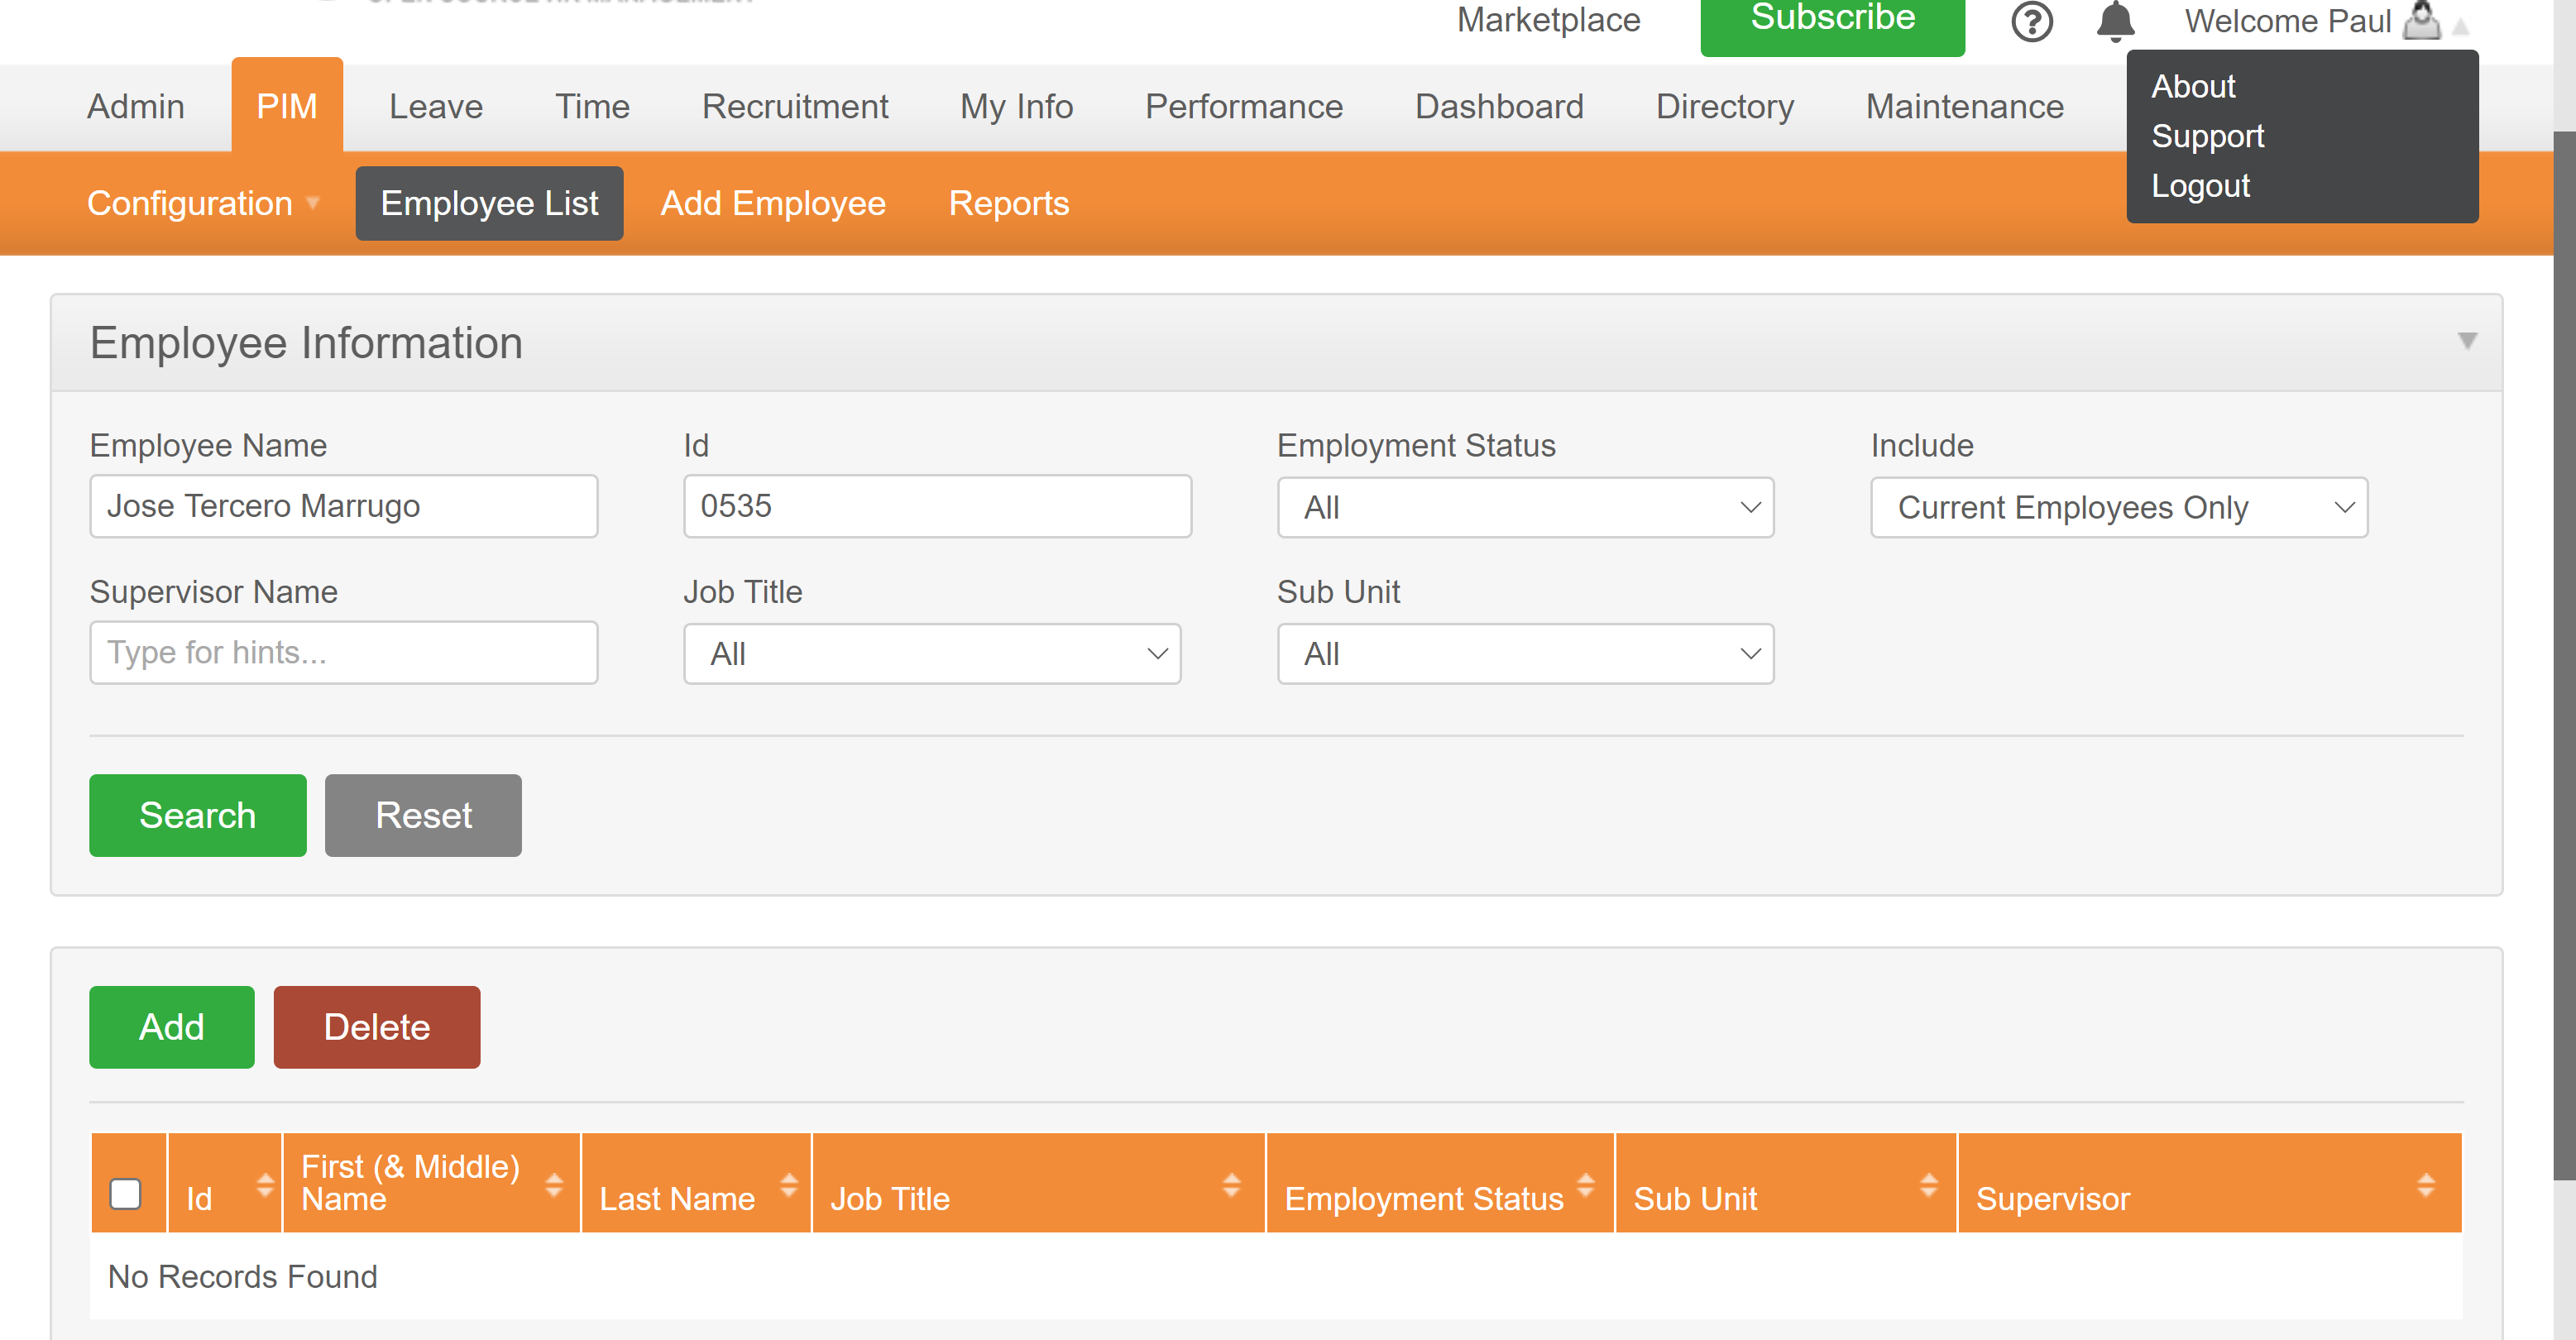 Marketplace
Subscribe
Welcome Paul
About
Support
Logout
Admin
PIM
Leave
Time
Recruitment
My Info
Performance
Dashboard
Directory
Maintenance
Configuration
Employee List
Add Employee
Reports
Employee Information
Employee Name
Id
Employment Status
Include
Jose Tercero Marrugo
0535
All
Current Employees Only
Supervisor Name
Job Title
Sub Unit
Type for hints...
All
All
Search
Reset
Add
Delete
Id
First (& Middle)
Name
Last Name
Job Title
Employment Status
Sub Unit
Supervisor
No Records Found